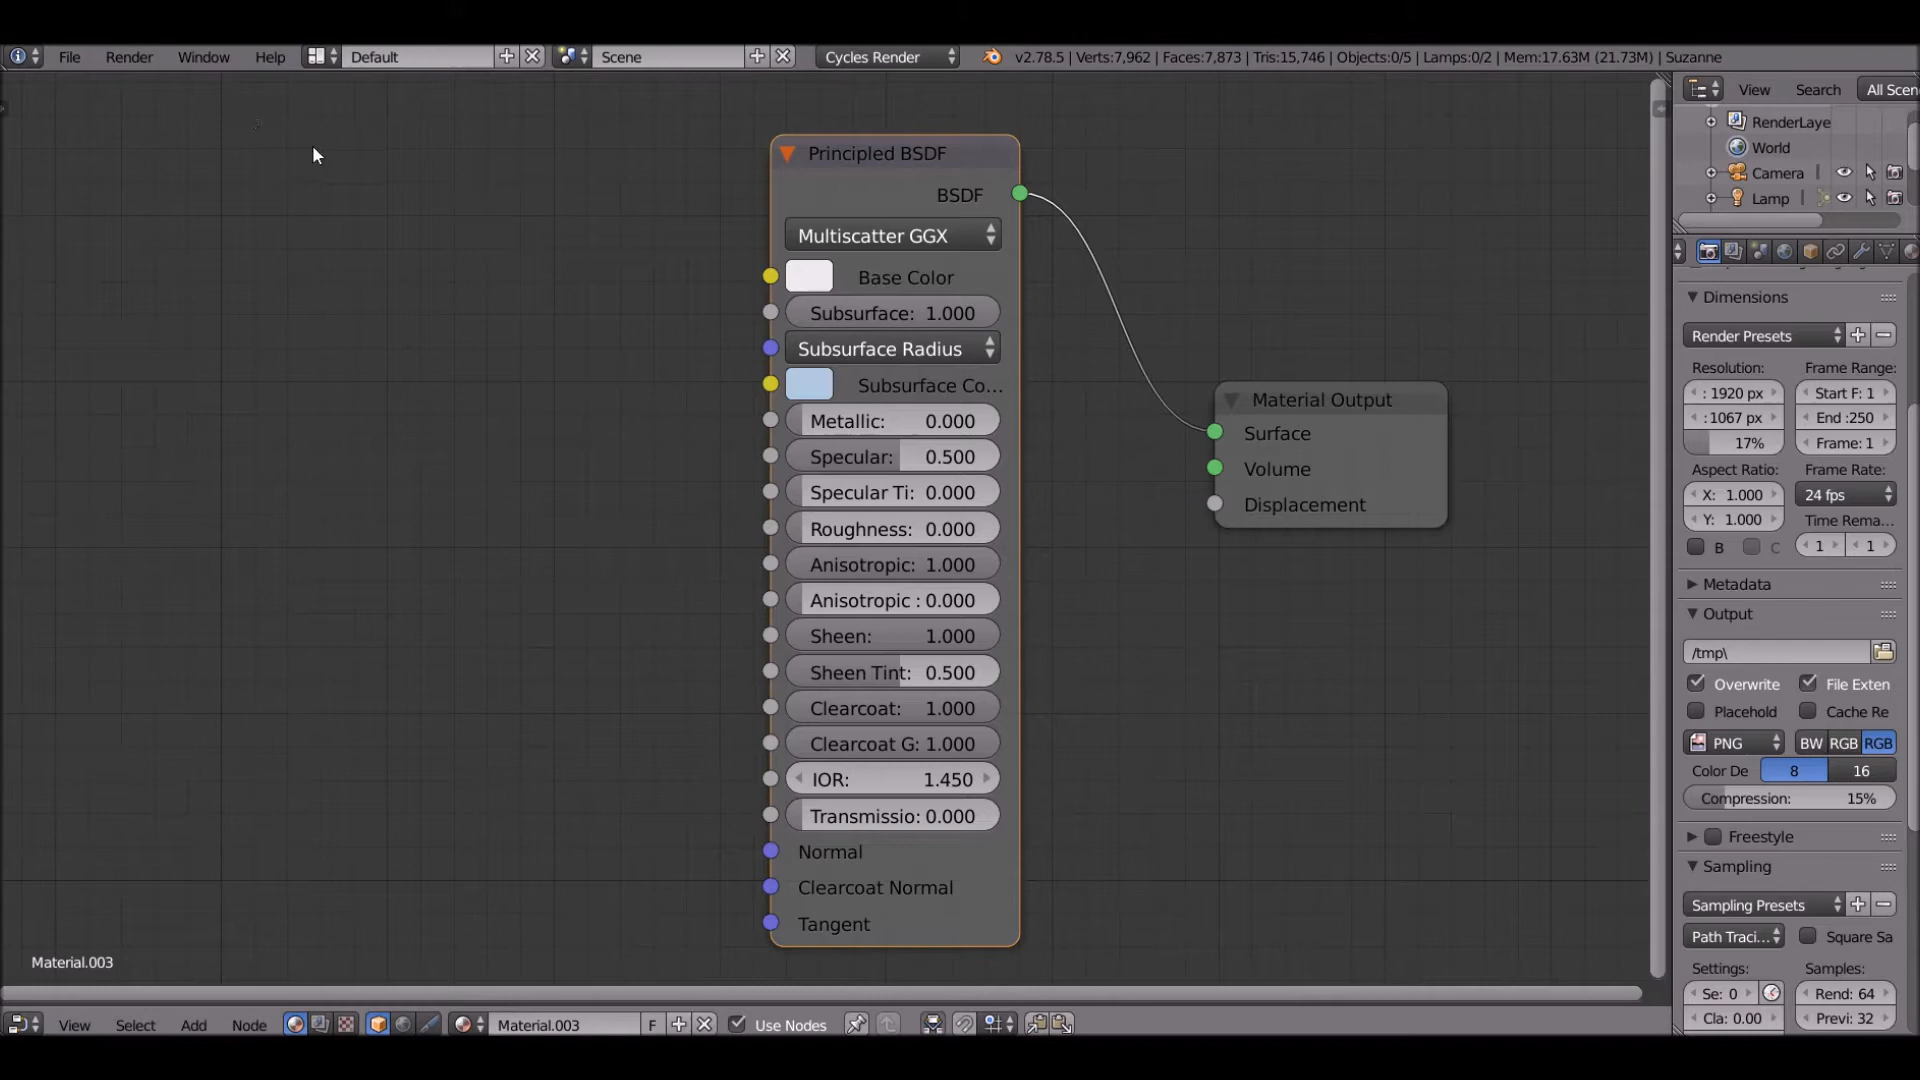 File Render Window Help Default Scene Cycles Render v2.78.5 | Verts:7,962 | Faces:7,873 | Tris:15,746 | Objects:0/5 | Lamps:0/2 | Mem:17.63M (21.73M) | Suzanne
View Search All Scen
RenderLaye
World
Camera
Lamp
Principled BSDF
BSDF
Multiscatter GGX
Base Color
Subsurface: 1.000
Subsurface Radius
Subsurface Co...
Metallic: 0.000
Specular: 0.500
Specular Ti: 0.000
Roughness: 0.000
Anisotropic: 1.000
Anisotropic : 0.000
Sheen: 1.000
Sheen Tint: 0.500
Clearcoat: 1.000
Clearcoat G: 1.000
IOR: 1.450
Transmissio: 0.000
Normal
Clearcoat Normal
Tangent
Material Output
Surface
Volume
Displacement
Dimensions
Render Presets
Resolution: Frame Range:
: 1920 px Start F: 1
: 1067 px End :250
17% Frame: 1
Aspect Ratio: Frame Rate:
X: 1.000 24 fps
Y: 1.000 Time Rema...
B C 1 1
Metadata
Output
/tmp\
Overwrite File Exten
Placehold Cache Re
PNG BW RGB RGB
Color De 8 16
Compression: 15%
Freestyle
Sampling
Sampling Presets
Path Traci... Square Sa
Settings: Samples:
Se: 0 Rend: 64
Cla: 0.00 Previ: 32
Material.003
View Select Add Node Material.003 F Use Nodes